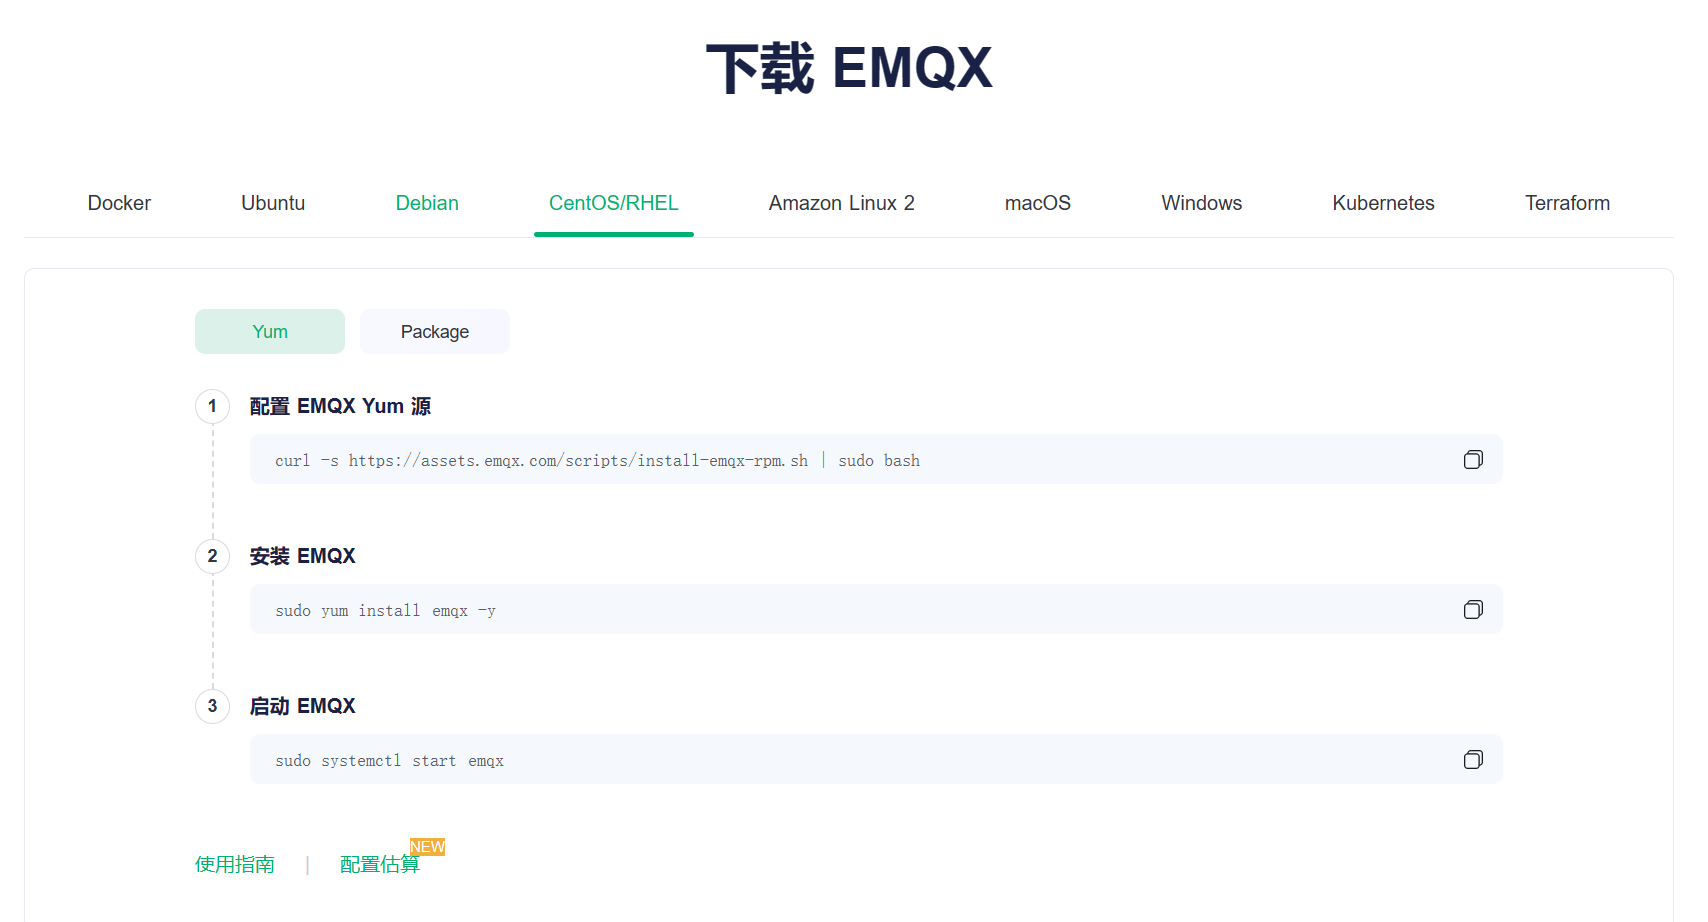 下载 EMQX
Docker Ubuntu Debian CentOS/RHEL Amazon Linux 2 macOS Windows Kubernetes Terraform
Yum Package
1 配置 EMQX Yum 源
curl -s https://assets.emqx.com/scripts/install-emqx-rpm.sh | sudo bash
2 安装 EMQX
sudo yum install emqx -y
3 启动 EMQX
sudo systemctl start emqx
NEW
使用指南 | 配置估算